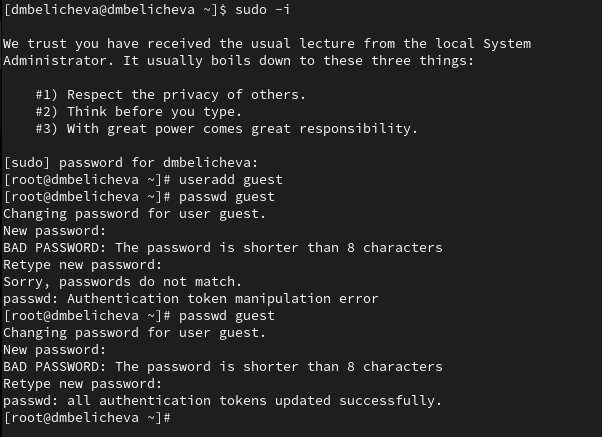 [dmbelicheva@dmbelicheva ~]$ sudo -i
We trust you have received the usual lecture from the local System
Administrator. It usually boils down to these three things:
#1) Respect the privacy of others.
#2) Think before you type.
#3) With great power comes great responsibility.
[sudo] password for dmbelicheva:
[root@dmbelicheva ~]# useradd guest
[root@dmbelicheva ~]# passwd guest
Changing password for user guest.
New password:
BAD PASSWORD: The password is shorter than 8 characters
Retype new password:
Sorry, passwords do not match.
passwd: Authentication token manipulation error
[root@dmbelicheva ~]# passwd guest
Changing password for user guest.
New password:
BAD PASSWORD: The password is shorter than 8 characters
Retype new password:
passwd: all authentication tokens updated successfully.
[root@dmbelicheva ~]#